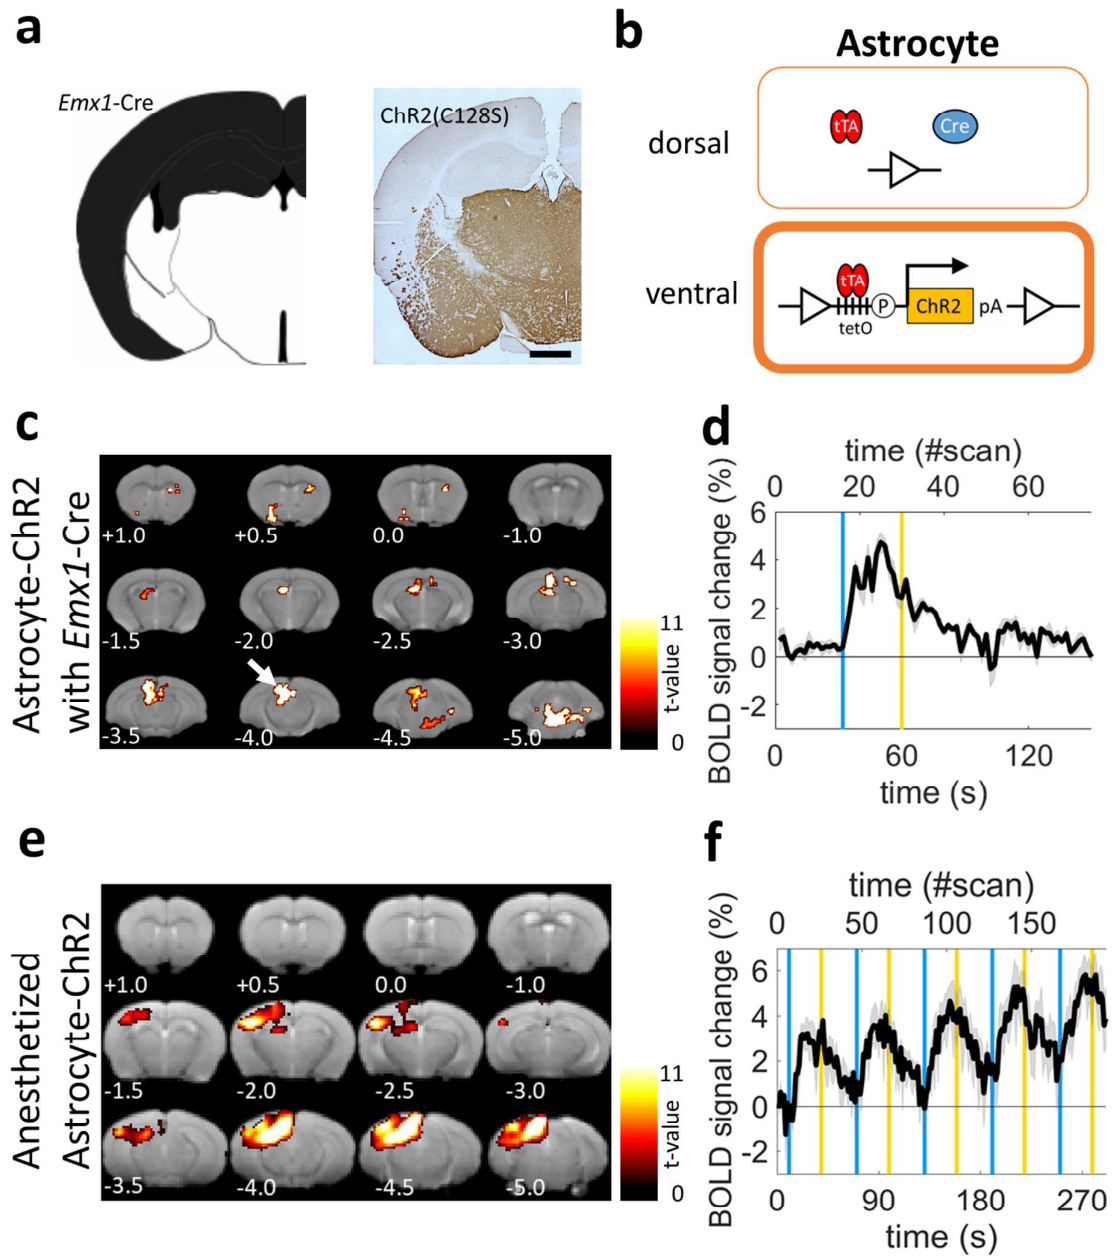 a
Emx1-Cre
ChR2(C128S)
b
Astrocyte
dorsal
tTA
Cre
ventral
tTA
tetO
P
ChR2
pA
c
Astrocyte-ChR2
with Emx1-Cre
+1.0
+0.5
0.0
-1.0
-1.5
-2.0
-2.5
-3.0
-3.5
-4.0
-4.5
-5.0
11
t-value
0
d
time (#scan)
0 20 40 60
BOLD signal change (%)
6
4
2
0
-2
0 60 120
time (s)
e
Anesthetized
Astrocyte-ChR2
+1.0
+0.5
0.0
-1.0
-1.5
-2.0
-2.5
-3.0
-3.5
-4.0
-4.5
-5.0
11
t-value
0
f
time (#scan)
0 50 100 150
BOLD signal change (%)
6
4
2
0
-2
0 90 180 270
time (s)